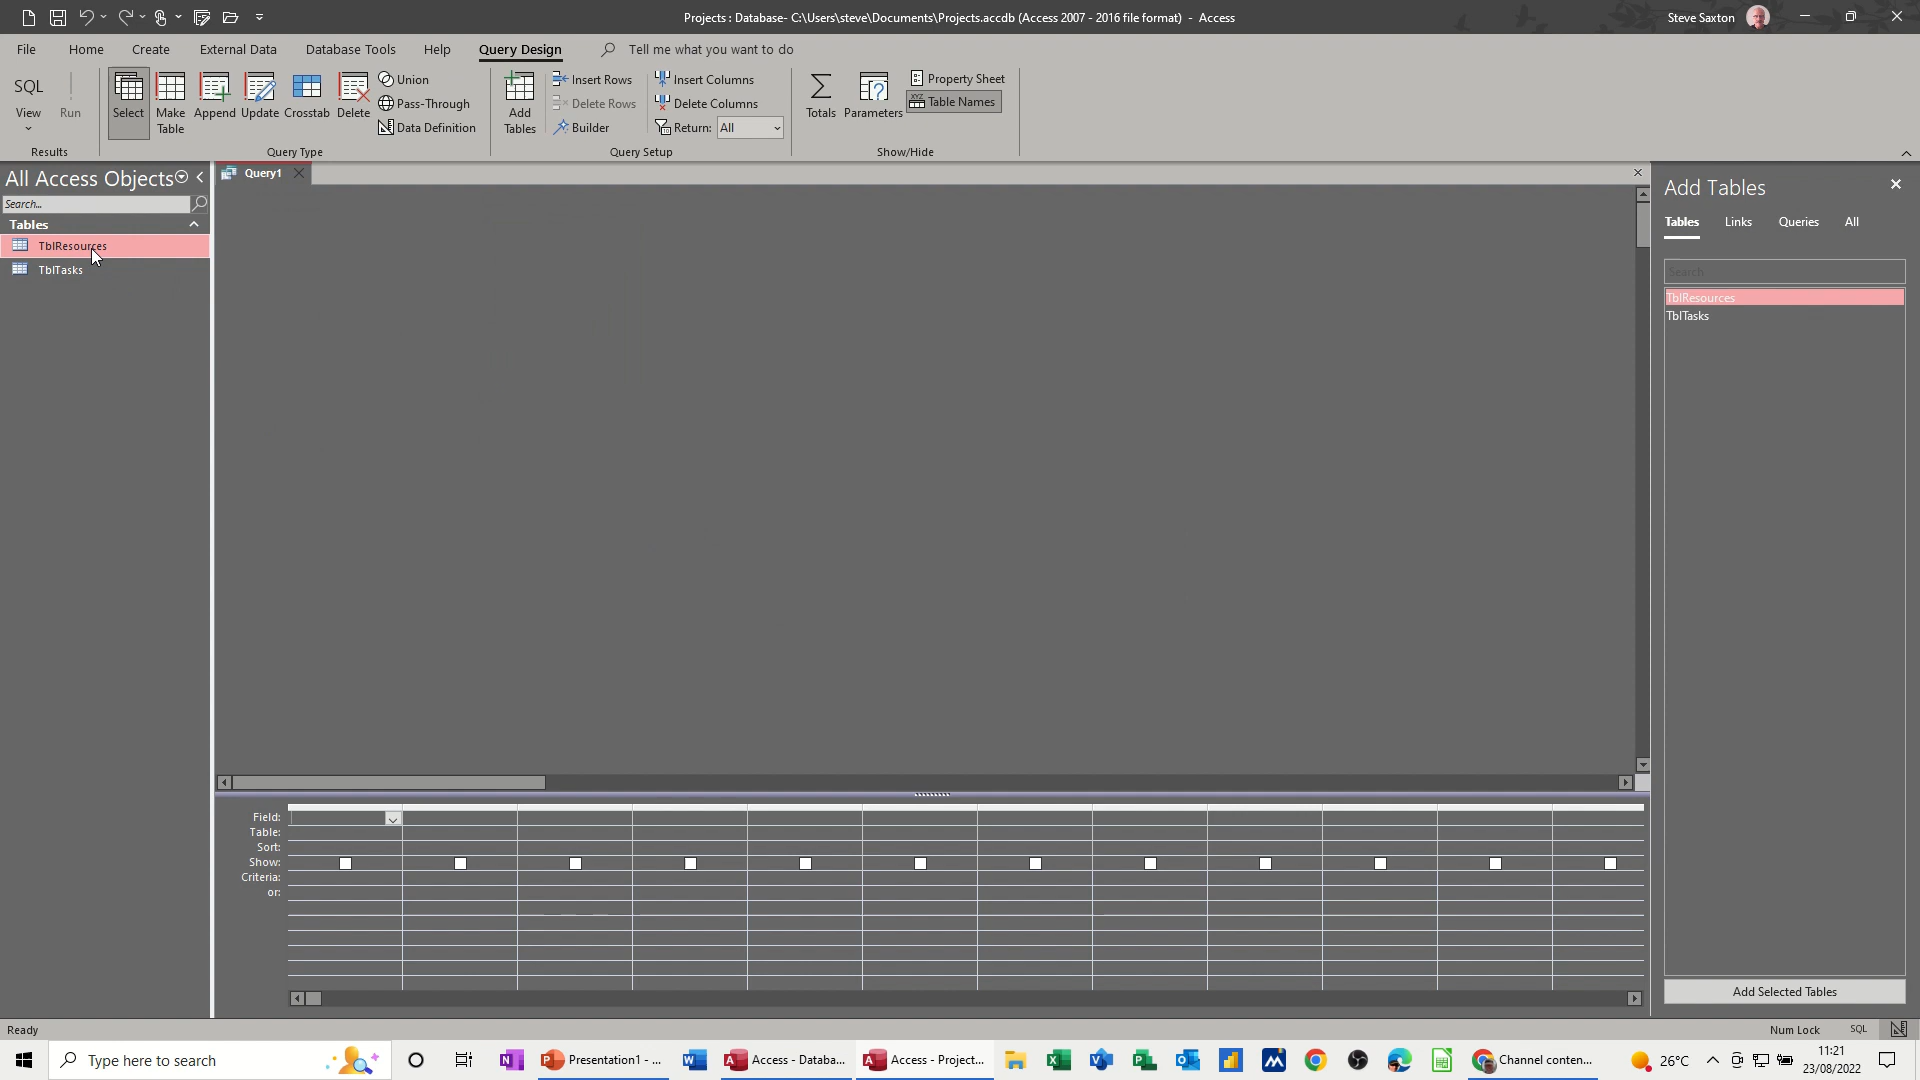 Projects : Database- C:\Users\steve\Documents\Projects.accdb (Access 2007 - 2016 file format) - Access
Steve Saxton
File Home Create External Data Database Tools Help Query Design Tell me what you want to do
SQL
View
Run
Select
Make
Table
Append
Update
Crosstab
Delete
Union
Pass-Through
Data Definition
Add
Tables
Insert Rows
Delete Rows
Builder
Insert Columns
Delete Columns
Return: All
Totals
Parameters
Property Sheet
XYZ Table Names
Results
Query Type
Query Setup
Show/Hide
All Access Objects
Search...
Tables
TblResources
TblTasks
Query1
Add Tables
Tables Links Queries All
Search
TblResources
TblTasks
Field:
Table:
Sort:
Show:
Criteria:
or:
Add Selected Tables
Ready
Num Lock
SQL
Type here to search
Presentation1 - ...
Access - Databa...
Access - Project...
Channel conten...
26°C
11:21
23/08/2022